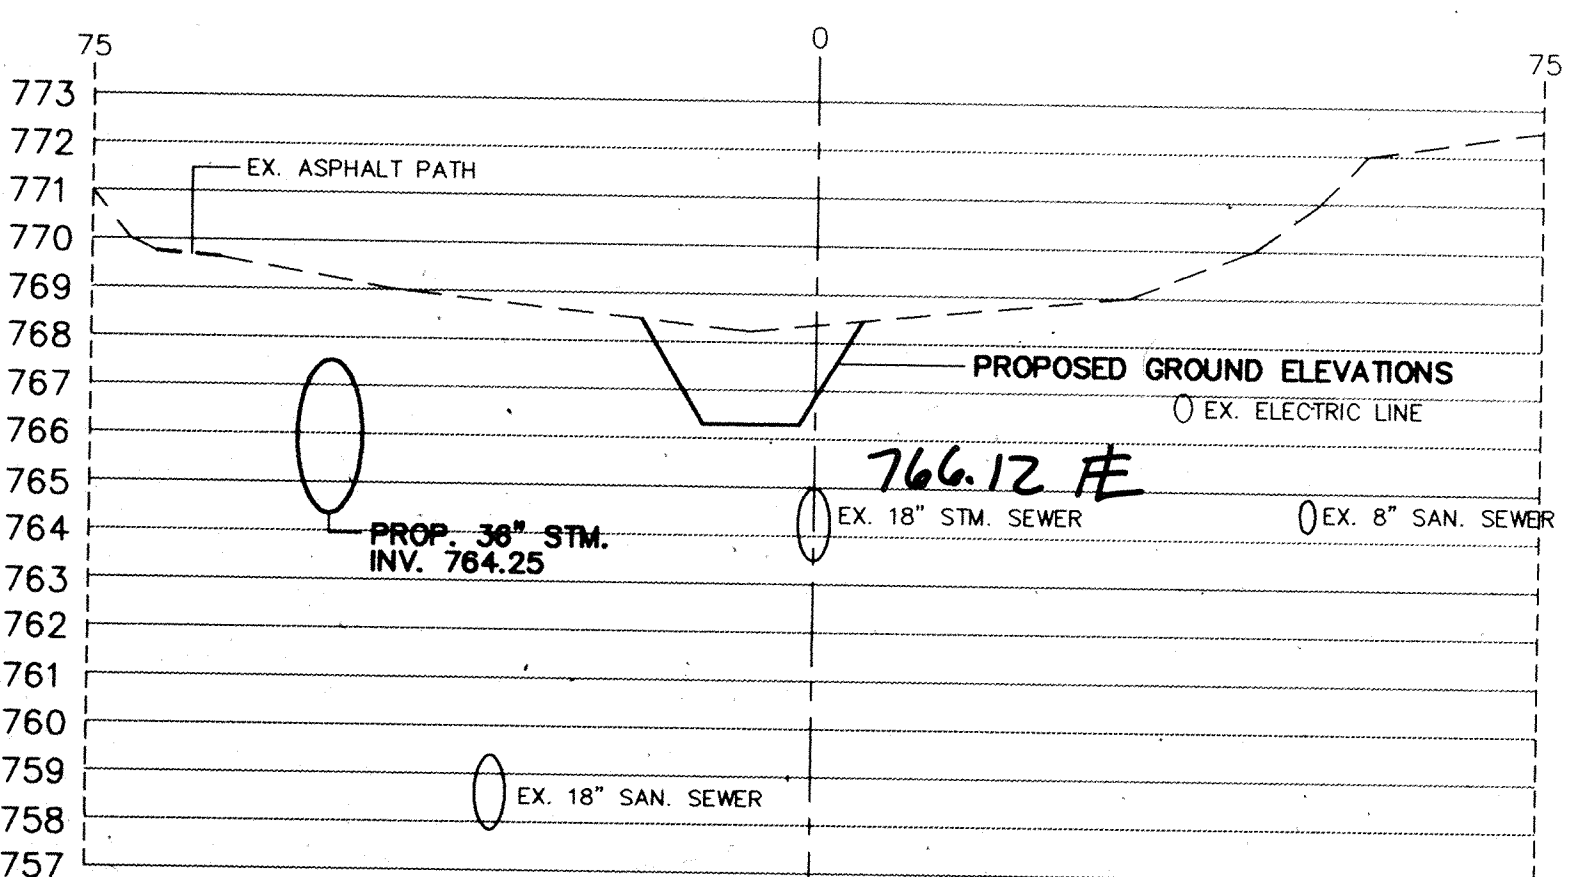 75
0
75
773
772
EX. ASPHALT PATH
771
770
769
768
PROPOSED GROUND ELEVATIONS
767
EX. ELECTRIC LINE
766
766.12
765
EX. 18" STM. SEWER
EX. 8" SAN. SEWER
764
PROP. 36" STM.
INV. 764.25
763
762
761
760
759
EX. 18" SAN. SEWER
758
757